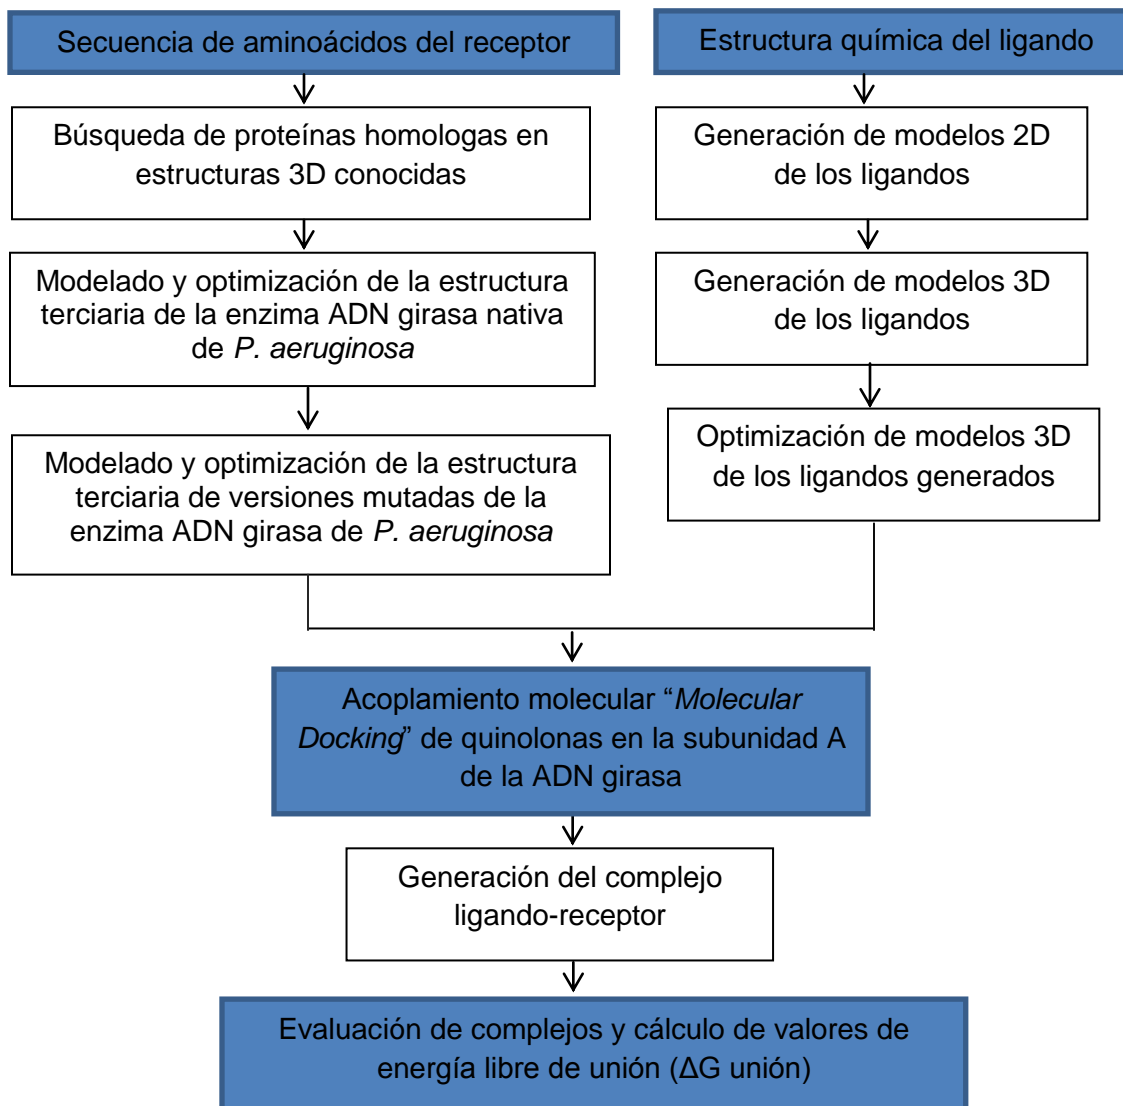 Secuencia de aminoácidos del receptor
Estructura química del ligando
Búsqueda de proteínas homologas en
estructuras 3D conocidas
Generación de modelos 2D
de los ligandos
Modelado y optimización de la estructura
terciaria de la enzima ADN girasa nativa
de P. aeruginosa
Generación de modelos 3D
de los ligandos
Modelado y optimización de la estructura
terciaria de versiones mutadas de la
enzima ADN girasa de P. aeruginosa
Optimización de modelos 3D
de los ligandos generados
Acoplamiento molecular “Molecular
Docking” de quinolonas en la subunidad A
de la ADN girasa
Generación del complejo
ligando-receptor
Evaluación de complejos y cálculo de valores de
energía libre de unión (ΔG unión)